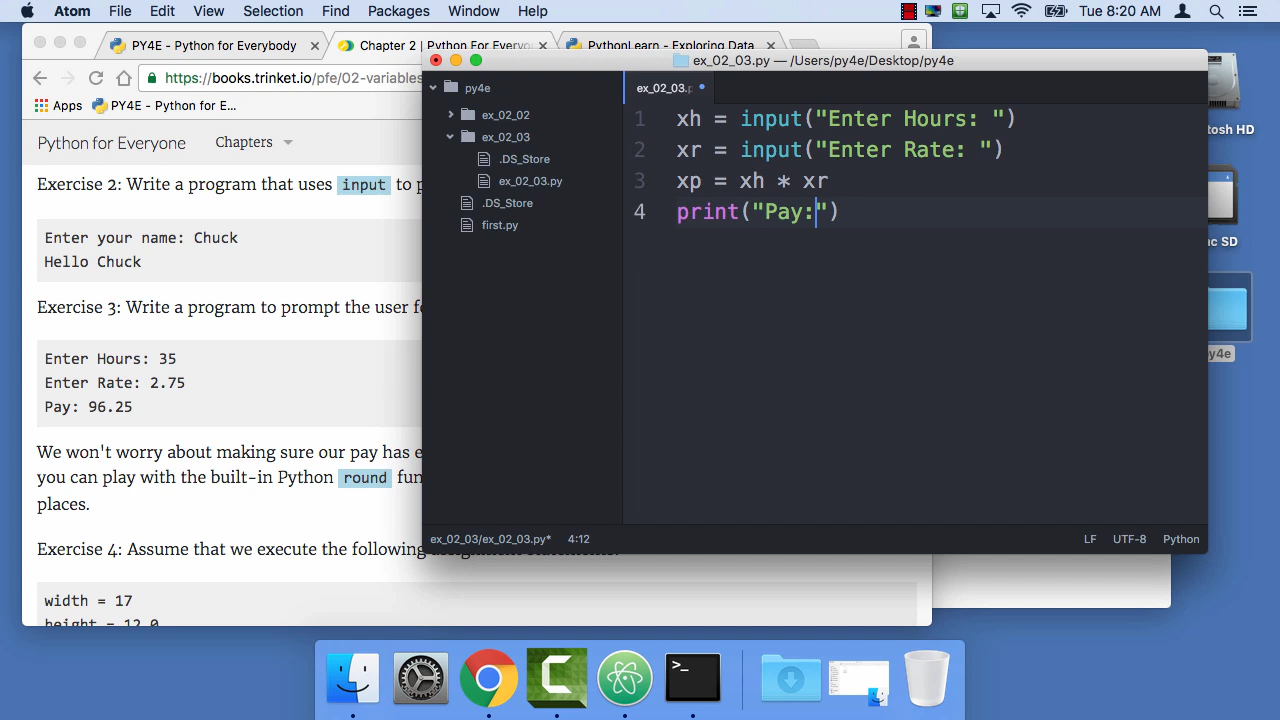 Atom File Edit View Selection Find Packages Window Help Tue 8:20 AM
PY4E - Python for Everybody Chapter 2 | Python For Everyo PythonLearn - Exploring Data
https://books.trinket.io/pfe/02-variables
Apps PY4E - Python for E...
Python for Everyone Chapters
Exercise 2: Write a program that uses input to p
Enter your name: Chuck
Hello Chuck
Exercise 3: Write a program to prompt the user fo
Enter Hours: 35
Enter Rate: 2.75
Pay: 96.25
We won't worry about making sure our pay has e
you can play with the built-in Python round fun
places.
Exercise 4: Assume that we execute the following
width = 17
height = 12.0
ex_02_03.py — /Users/py4e/Desktop/py4e
py4e
ex_02_02
ex_02_03
.DS_Store
ex_02_03.py
.DS_Store
first.py
ex_02_03.p
1 xh = input("Enter Hours: ")
2 xr = input("Enter Rate: ")
3 xp = xh * xr
4 print("Pay:")
ex_02_03/ex_02_03.py* 4:12 LF UTF-8 Python
tosh HD
ac SD
py4e
>_